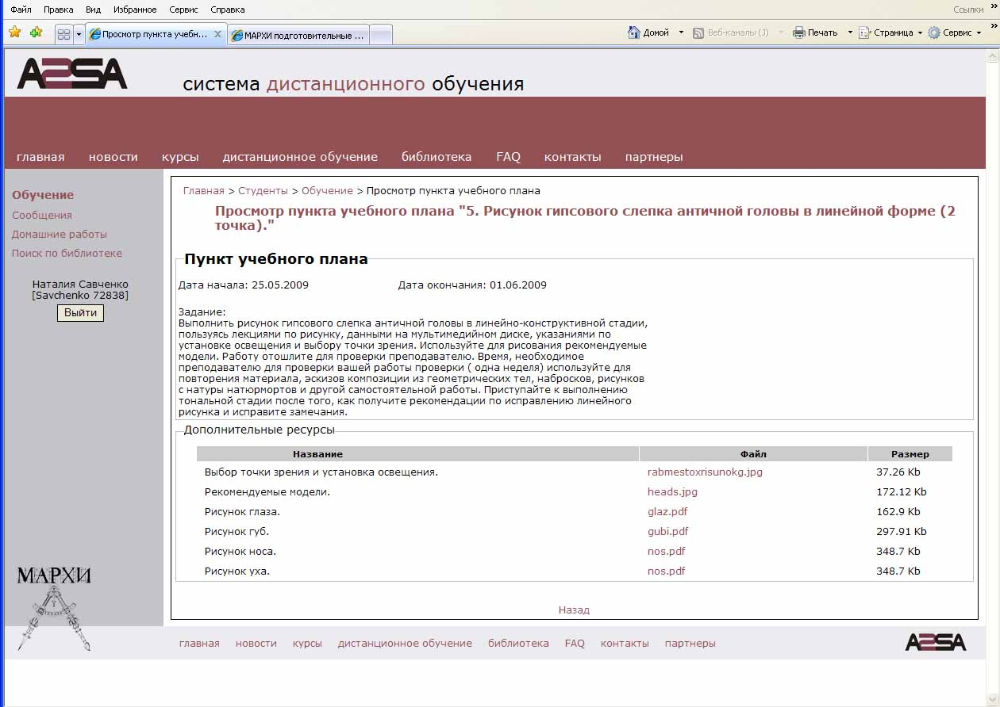 Файл Правка Вид Избранное Сервис Справка Ссылки »
Просмотр пункта учебн... X МАРХИ подготовительные ... Домой Веб-каналы (J) Печать Страница Сервис »
ASSA
система дистанционного обучения
главная новости курсы дистанционное обучение библиотека FAQ контакты партнеры
Обучение
Сообщения
Домашние работы
Поиск по библиотеке
Наталия Савченко
[Savchenko 72838]
Выйти
Главная > Студенты > Обучение > Просмотр пункта учебного плана
Просмотр пункта учебного плана "5. Рисунок гипсового слепка античной головы в линейной форме (2
точка)."
Пункт учебного плана
Дата начала: 25.05.2009 Дата окончания: 01.06.2009
Задание:
Выполнить рисунок гипсового слепка античной головы в линейно-конструктивной стадии,
пользуясь лекциями по рисунку, данными на мультимедийном диске, указаниями по
установке освещения и выбору точки зрения. Используйте для рисования рекомендуемые
модели. Работу отошлите для проверки преподавателю. Время, необходимое
преподавателю для проверки вашей работы проверки ( одна неделя) используйте для
повторения материала, эскизов композиции из геометрических тел, набросков, рисунков
с натуры натюрмортов и другой самостоятельной работы. Приступайте к выполнению
тональной стадии после того, как получите рекомендации по исправлению линейного
рисунка и исправите замечания.
Дополнительные ресурсы
Название Файл Размер
Выбор точки зрения и установка освещения. rabmestoxrisunokg.jpg 37.26 Kb
Рекомендуемые модели. heads.jpg 172.12 Kb
Рисунок глаза. glaz.pdf 162.9 Kb
Рисунок губ. gubi.pdf 297.91 Kb
Рисунок носа. nos.pdf 348.7 Kb
Рисунок уха. nos.pdf 348.7 Kb
Назад
МАРХИ
главная новости курсы дистанционное обучение библиотека FAQ контакты партнеры
ASSA